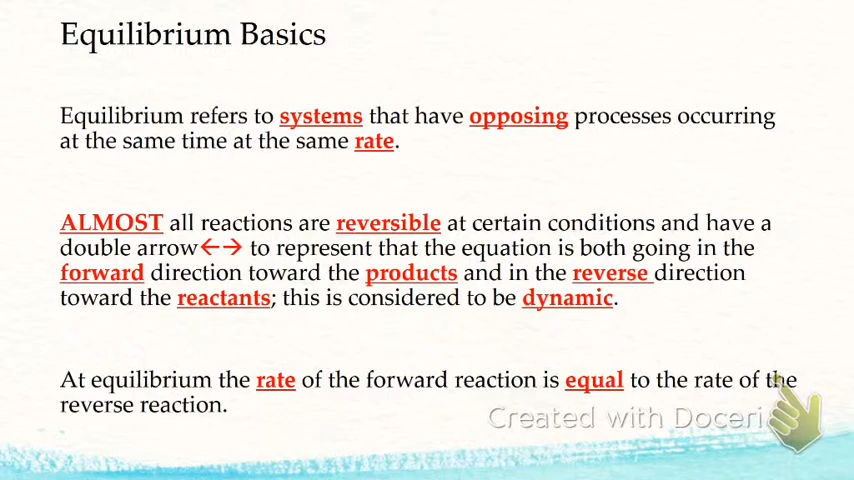 Equilibrium Basics
Equilibrium refers to systems that have opposing processes occurring
at the same time at the same rate.
ALMOST all reactions are reversible at certain conditions and have a
double arrow←→ to represent that the equation is both going in the
forward direction toward the products and in the reverse direction
toward the reactants; this is considered to be dynamic.
At equilibrium the rate of the forward reaction is equal to the rate of the
reverse reaction.
Created with Doceri